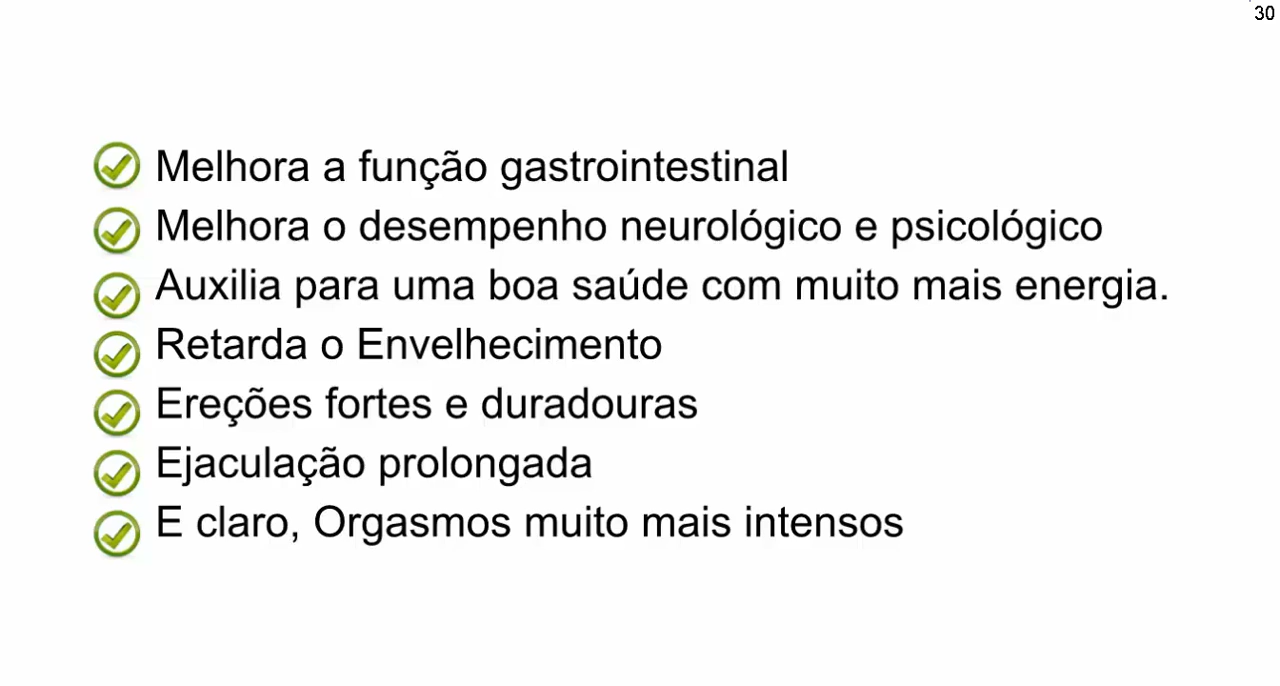 30
Melhora a função gastrointestinal
Melhora o desempenho neurológico e psicológico
Auxilia para uma boa saúde com muito mais energia.
Retarda o Envelhecimento
Ereções fortes e duradouras
Ejaculação prolongada
E claro, Orgasmos muito mais intensos